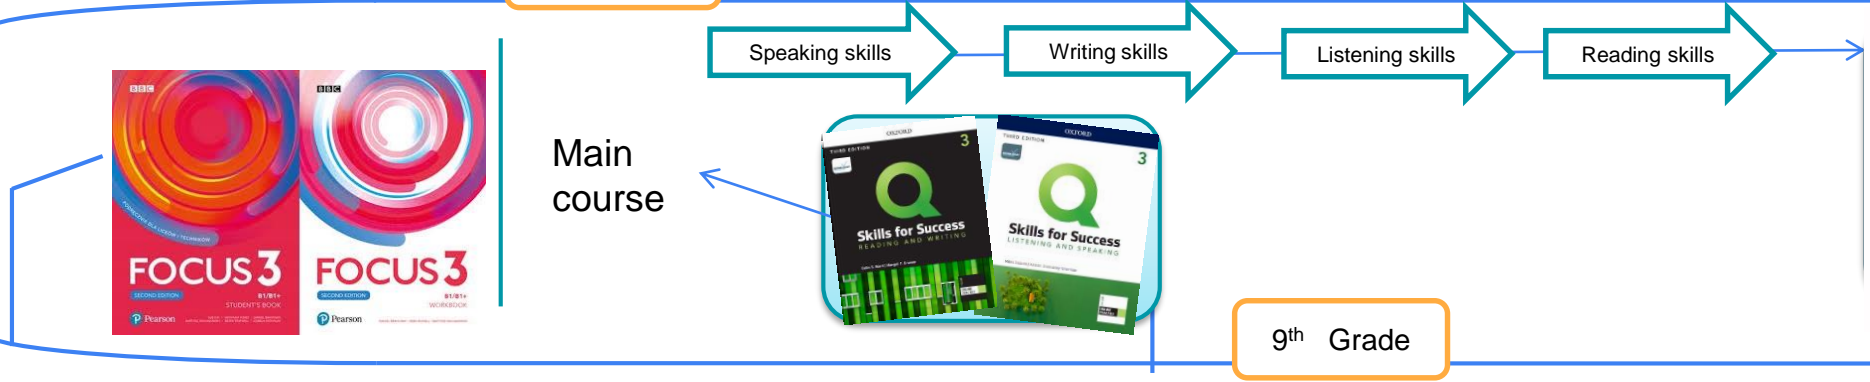 Speaking skills
Writing skills
Listening skills
Reading skills
BBC
BBC
FOCUS 3
SECOND EDITION
B1/B1+
STUDENT'S BOOK
Pearson
FOCUS 3
SECOND EDITION
B1/B1+
WORKBOOK
Pearson
Main
course
OXFORD
THIRD EDITION
3
Q
Skills for Success
READING AND WRITING
OXFORD
THIRD EDITION
3
Q
Skills for Success
LISTENING AND SPEAKING
9th Grade